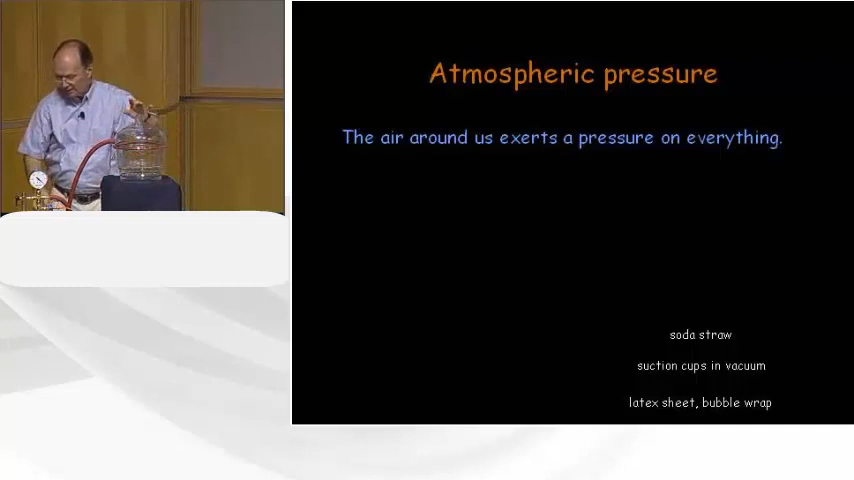 Atmospheric pressure
The air around us exerts a pressure on everything.
soda straw
suction cups in vacuum
latex sheet, bubble wrap